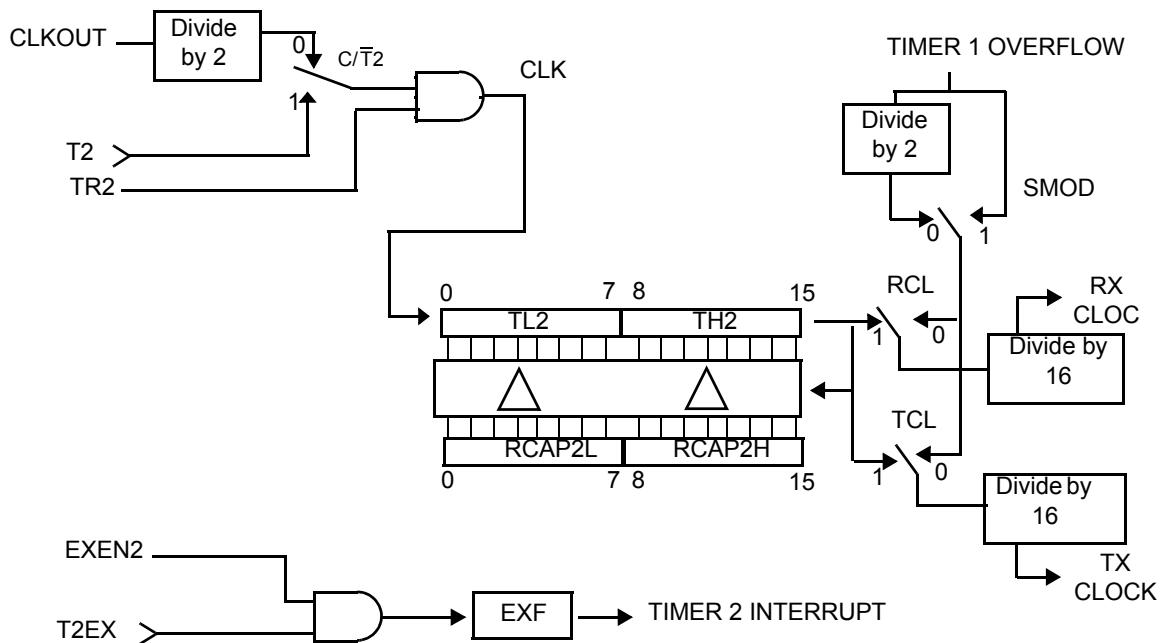 CLKOUT
Divide
by 2
0
C/T̅2
1
CLK
T2
TR2
TIMER 1 OVERFLOW
Divide
by 2
SMOD
0
1
0
7
8
15
TL2
TH2
RCL
1
0
RX
CLOC
Divide by
16
TCL
1
0
RCAP2L
RCAP2H
0
7
8
15
Divide by
16
TX
CLOCK
EXEN2
T2EX
EXF
TIMER 2 INTERRUPT